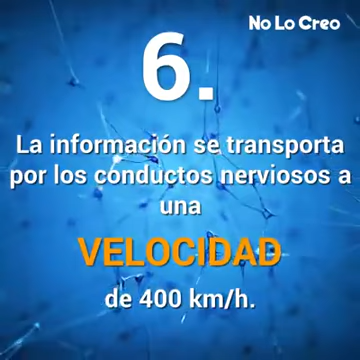 No Lo Creo
6.
La información se transporta
por los conductos nerviosos a
una
VELOCIDAD
de 400 km/h.